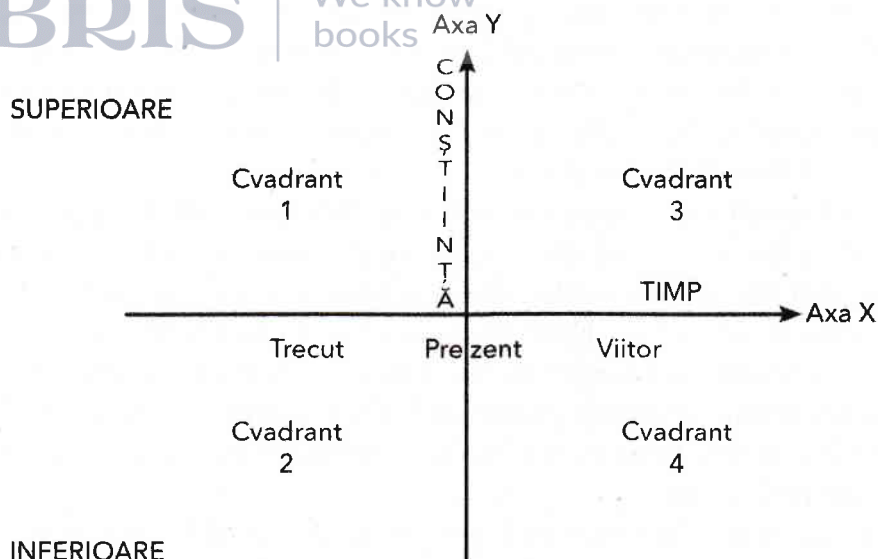 We know
books
Axa Y
CONȘTIINȚĂ
SUPERIOARE
Cvadrant
1
Cvadrant
3
TIMP
Axa X
Trecut
Prezent
Viitor
Cvadrant
2
Cvadrant
4
INFERIOARE